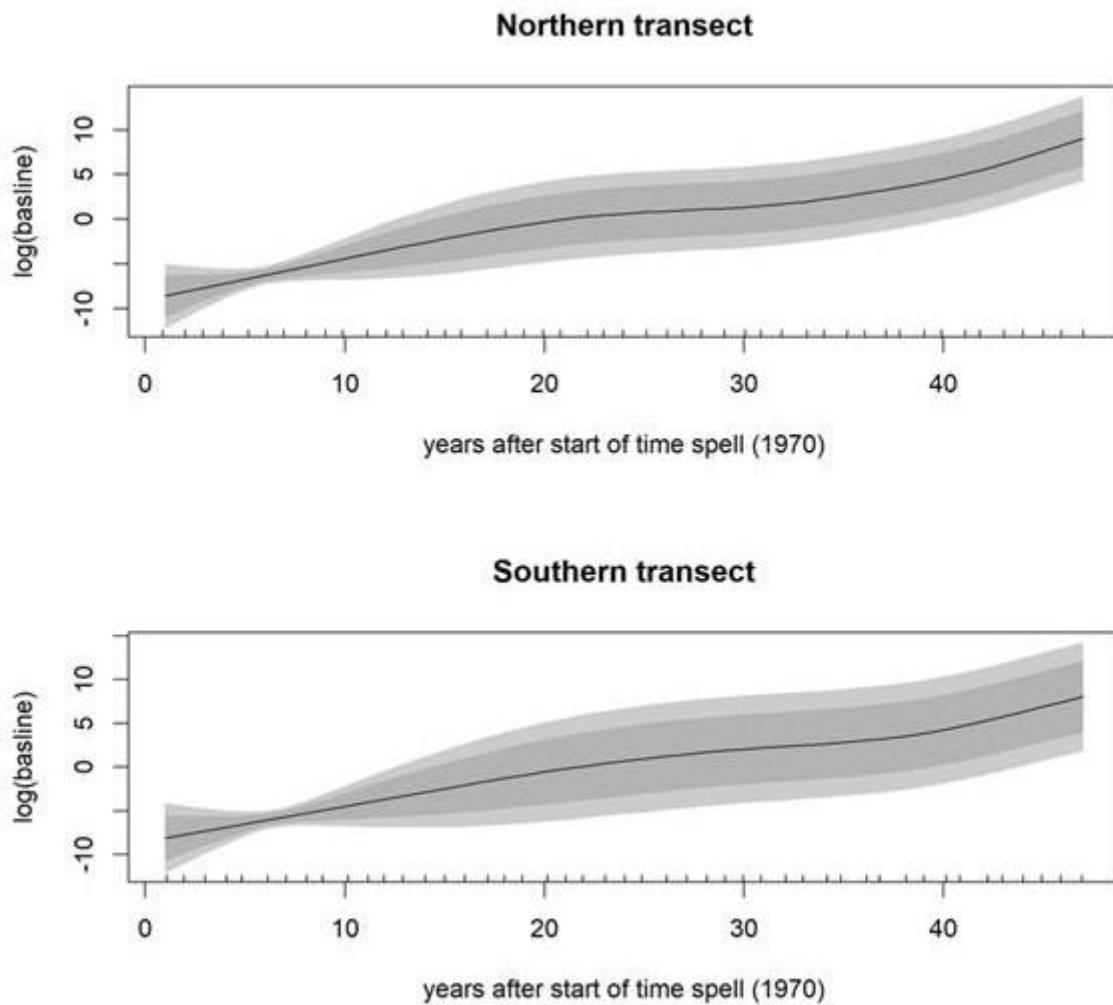 Northern transect
log(basline)
10
5
0
-10
0 10 20 30 40
years after start of time spell (1970)
Southern transect
log(basline)
10
5
0
-10
0 10 20 30 40
years after start of time spell (1970)